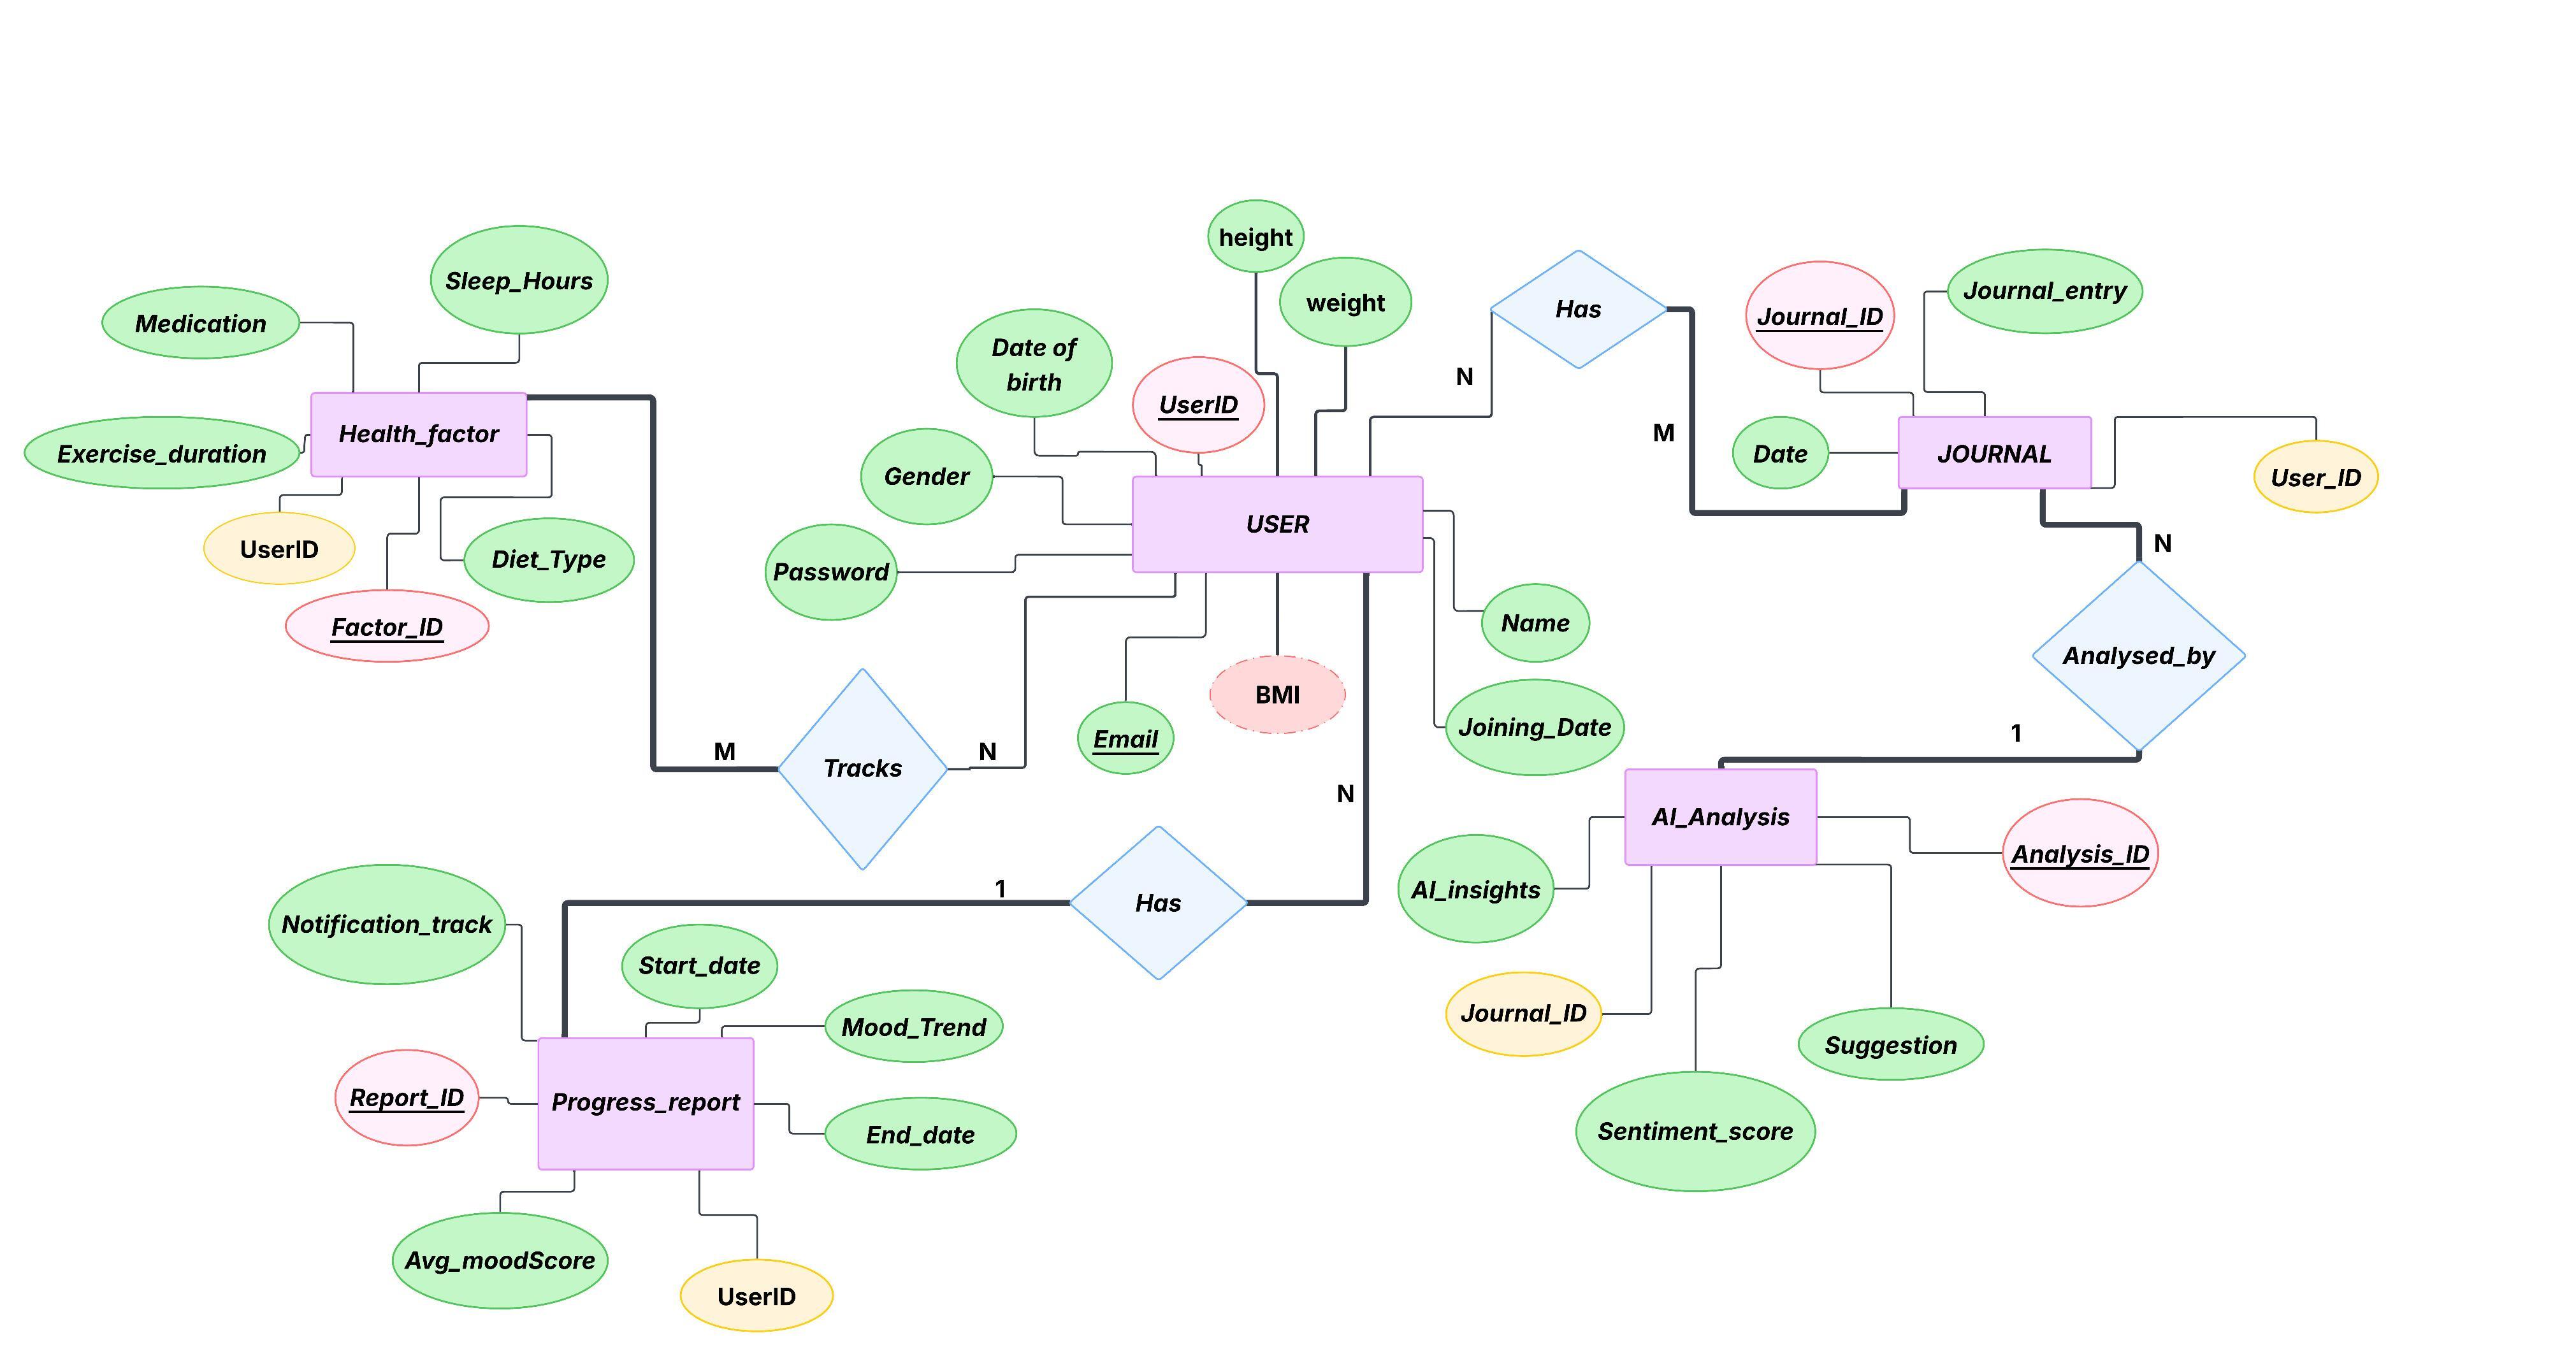 height
Sleep_Hours
weight
Has
Journal_ID
Journal_entry
Medication
Date of
birth
UserID
N
M
Health_factor
Exercise_duration
Gender
Date
JOURNAL
User_ID
USER
UserID
Diet_Type
Password
N
Factor_ID
Name
Analysed_by
BMI
Email
Joining_Date
1
M
Tracks
N
N
AI_Analysis
Analysis_ID
1
Has
AI_insights
Notification_track
Start_date
Mood_Trend
Journal_ID
Suggestion
Report_ID
Progress_report
End_date
Sentiment_score
Avg_moodScore
UserID